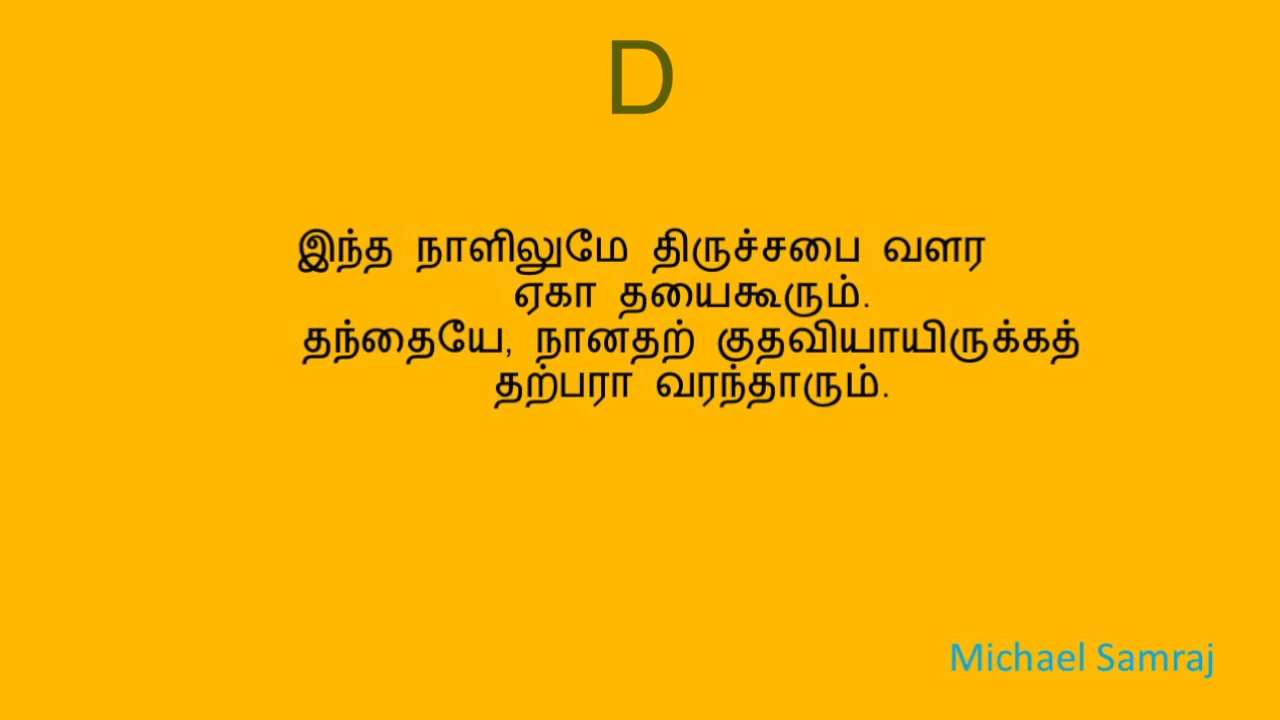 D
இந்த நாளிலுமே திருச்சபை வளர
ஏகா தயைகூரும்.
தந்தையே, நானதற் குதவியாயிருக்கத்
தற்பரா வரந்தாரும்.
Michael Samraj